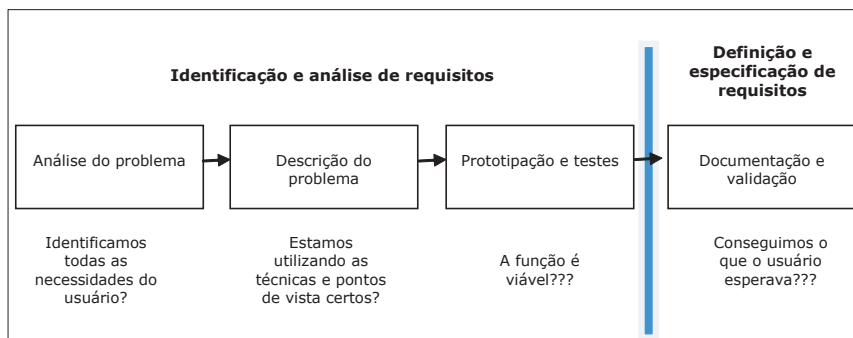 Identificação e análise de requisitos
Definição e
especificação de
requisitos
Análise do problema
Descrição do
problema
Prototipação e testes
Documentação e
validação
Identificamos
todas as
necessidades do
usuário?
Estamos
utilizando as
técnicas e pontos
de vista certos?
A função é
viável???
Conseguimos o
que o usuário
esperava???